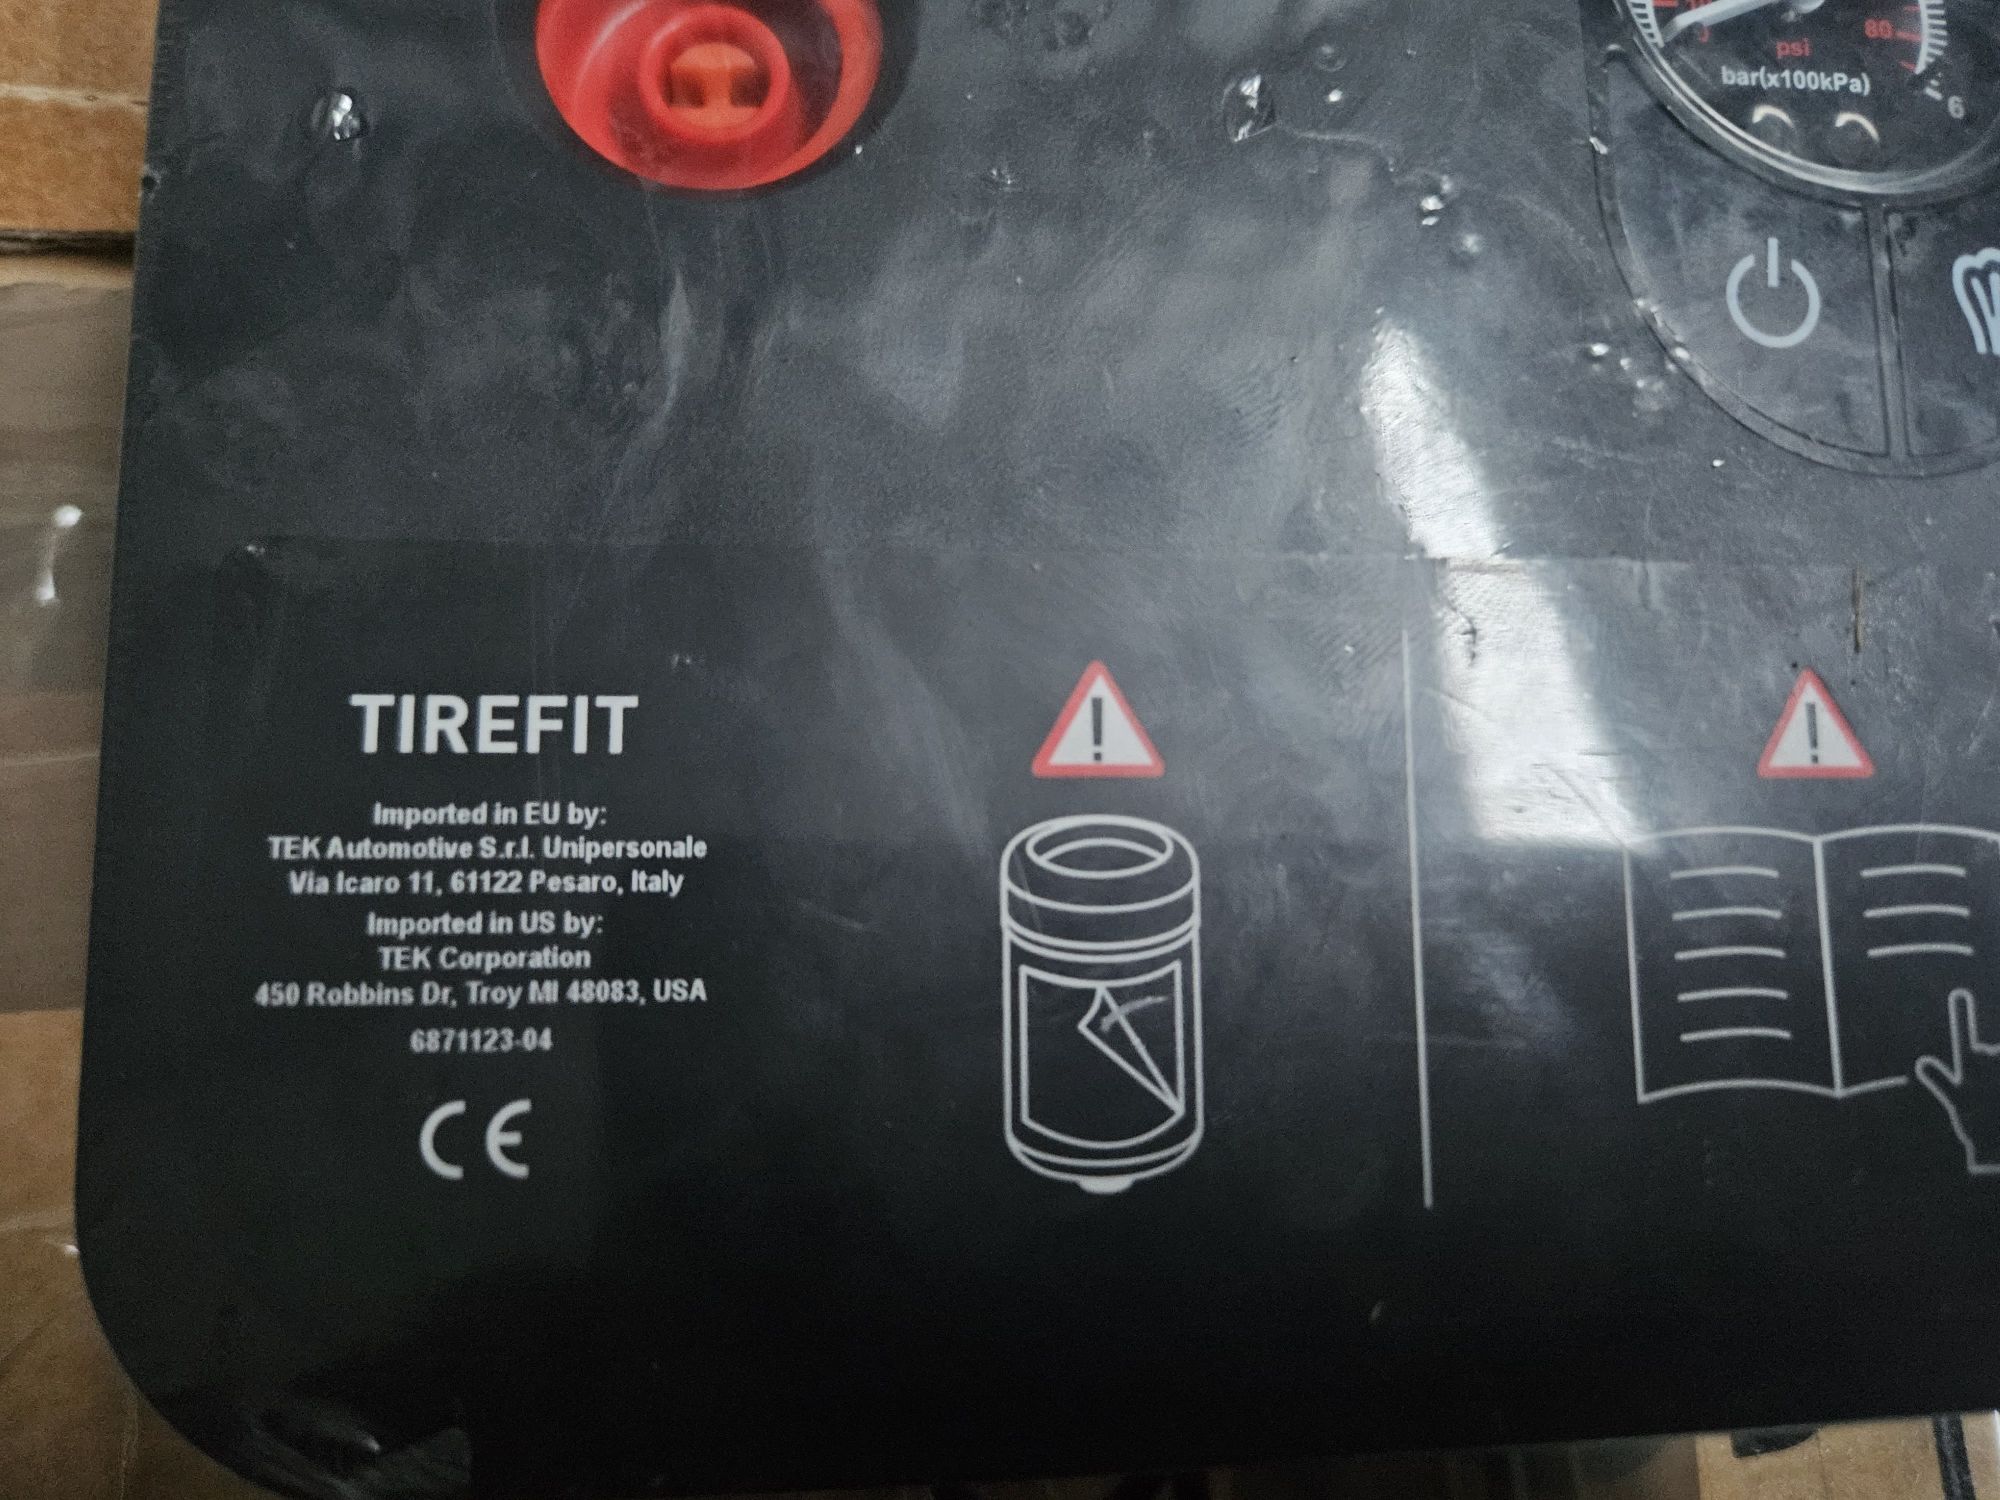 80
psi
bar(x100kPa)
6
TIREFIT
Imported in EU by:
TEK Automotive S.r.l. Unipersonale
Via Icaro 11, 61122 Pesaro, Italy
Imported in US by:
TEK Corporation
450 Robbins Dr, Troy MI 48083, USA
6871123-04
CE